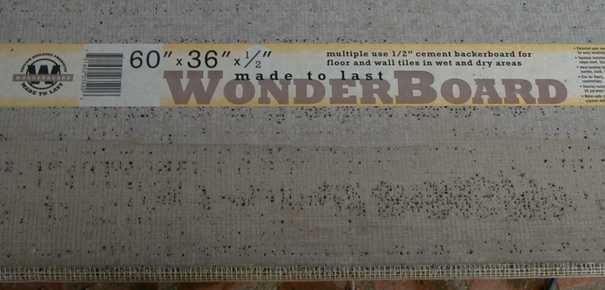 60" x 36" x 1/2"
multiple use 1/2" cement backerboard for
floor and wall tiles in wet and dry areas
made to last
WONDERBOARD
WONDERBOARD
MADE TO LAST